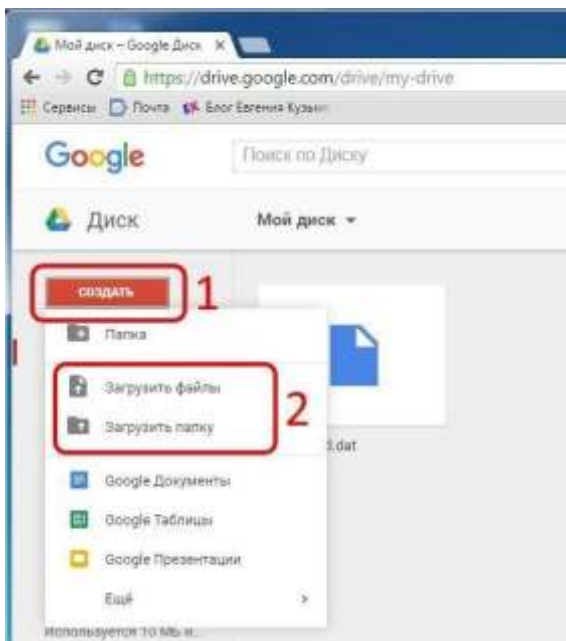 Мой диск – Google Диск
https://drive.google.com/drive/my-drive
Сервисы Почта Блог Евгения
Google Поиск по Диску
Диск Мой диск
СОЗДАТЬ 1
Папка
Загрузить файлы
2
Загрузить папку
.dat
Google Документы
Google Таблицы
Google Презентации
Ещё
Используется 10 МБ и...